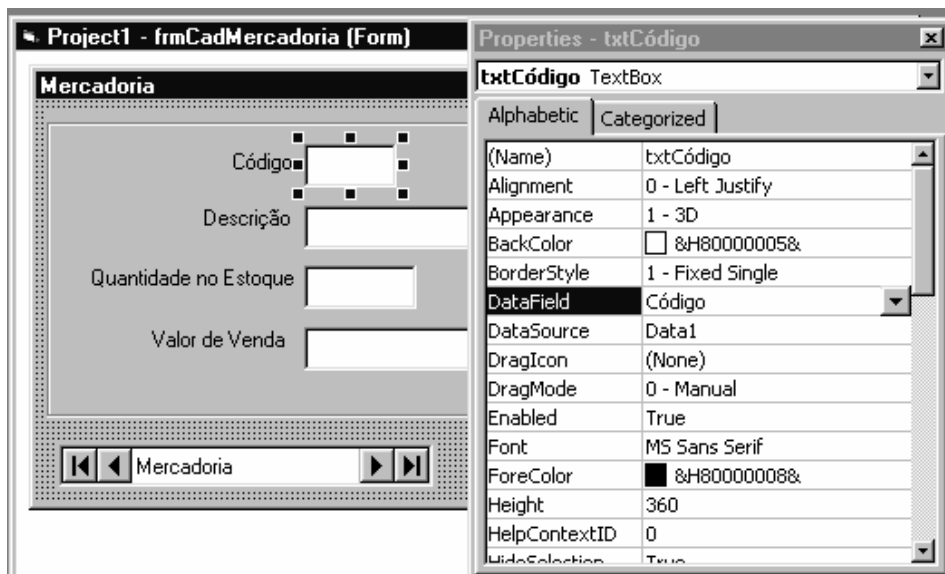 Project1 - frmCadMercadoria (Form)
Mercadoria
Código
Descrição
Quantidade no Estoque
Valor de Venda
Mercadoria
Properties - txtCódigo
txtCódigo TextBox
Alphabetic Categorized
(Name) txtCódigo
Alignment 0 - Left Justify
Appearance 1 - 3D
BackColor &H80000005&
BorderStyle 1 - Fixed Single
DataField Código
DataSource Data1
DragIcon (None)
DragMode 0 - Manual
Enabled True
Font MS Sans Serif
ForeColor &H80000008&
Height 360
HelpContextID 0
HideSelection True